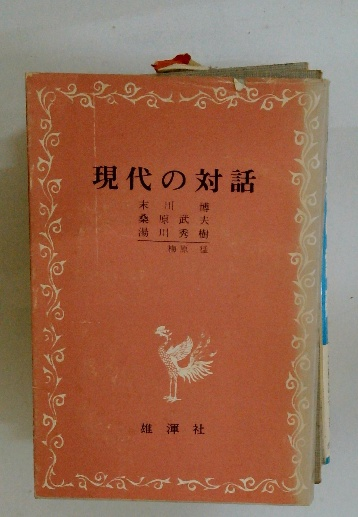 現代の対話
末川 博
桑原武夫
湯川秀樹
梅原 猛
雄渾社